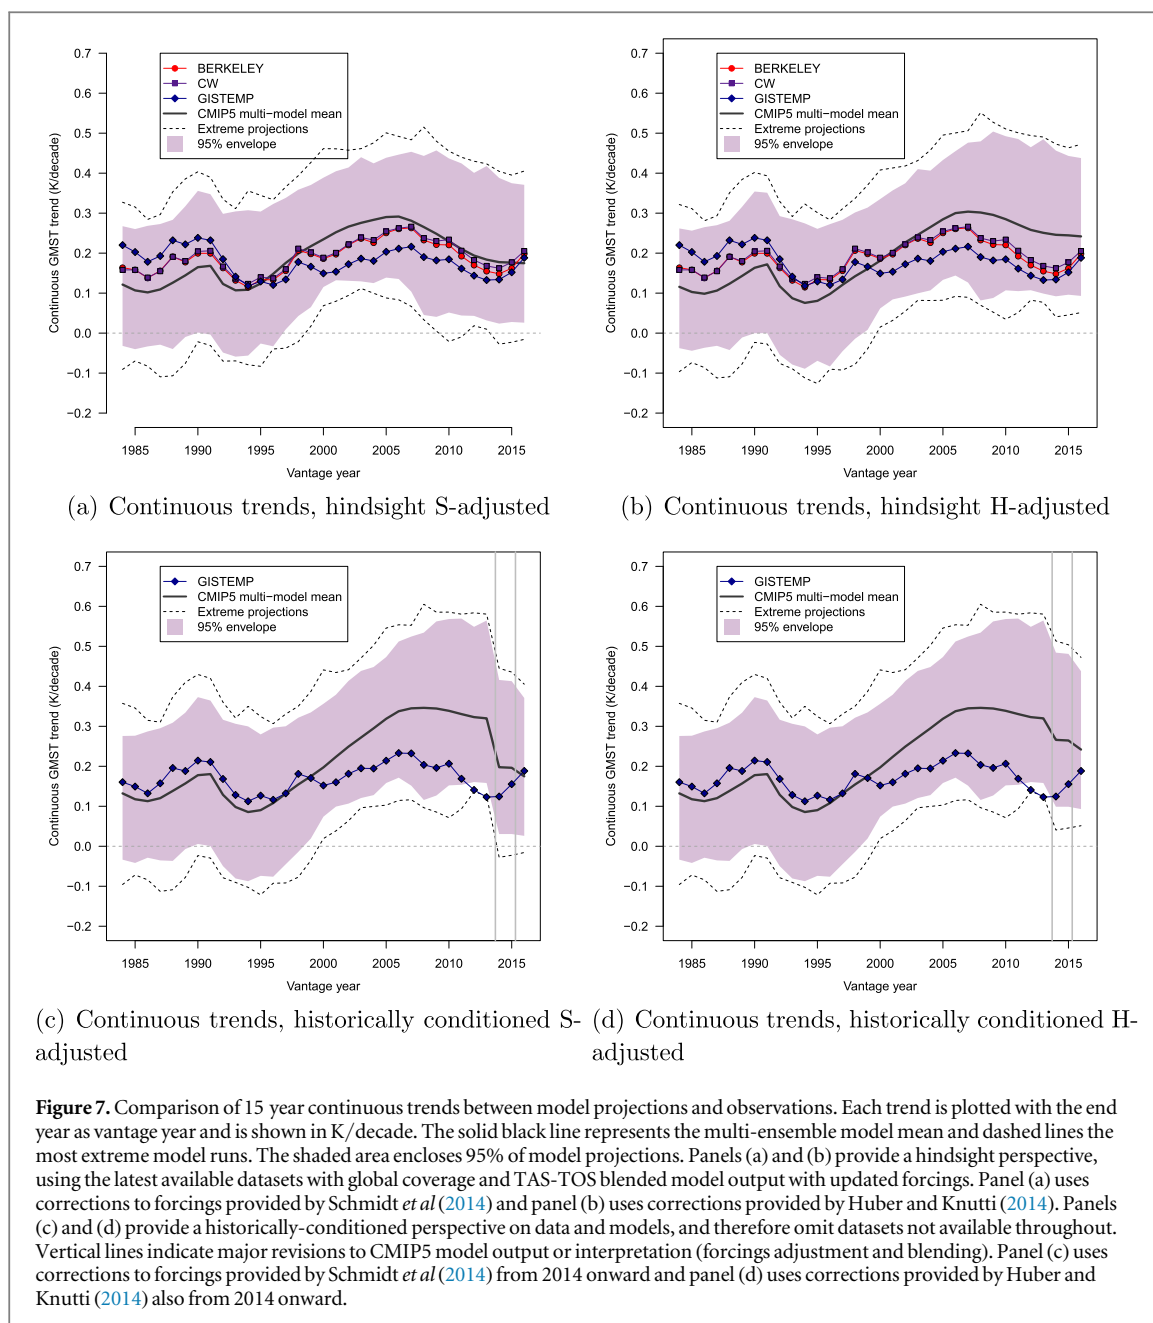 0.7
0.6
0.5
0.4
0.3
0.2
0.1
0.0
−0.1
−0.2
Continuous GMST trend (K/decade)
BERKELEY
CW
GISTEMP
CMIP5 multi−model mean
Extreme projections
95% envelope
1985 1990 1995 2000 2005 2010 2015
Vantage year
(a) Continuous trends, hindsight S-adjusted
0.7
0.6
0.5
0.4
0.3
0.2
0.1
0.0
−0.1
−0.2
Continuous GMST trend (K/decade)
BERKELEY
CW
GISTEMP
CMIP5 multi−model mean
Extreme projections
95% envelope
1985 1990 1995 2000 2005 2010 2015
Vantage year
(b) Continuous trends, hindsight H-adjusted
0.7
0.6
0.5
0.4
0.3
0.2
0.1
0.0
−0.1
−0.2
Continuous GMST trend (K/decade)
GISTEMP
CMIP5 multi−model mean
Extreme projections
95% envelope
1985 1990 1995 2000 2005 2010 2015
Vantage year
(c) Continuous trends, historically conditioned S-
adjusted
0.7
0.6
0.5
0.4
0.3
0.2
0.1
0.0
−0.1
−0.2
Continuous GMST trend (K/decade)
GISTEMP
CMIP5 multi−model mean
Extreme projections
95% envelope
1985 1990 1995 2000 2005 2010 2015
Vantage year
(d) Continuous trends, historically conditioned H-
adjusted
Figure 7. Comparison of 15 year continuous trends between model projections and observations. Each trend is plotted with the end
year as vantage year and is shown in K/decade. The solid black line represents the multi-ensemble model mean and dashed lines the
most extreme model runs. The shaded area encloses 95% of model projections. Panels (a) and (b) provide a hindsight perspective,
using the latest available datasets with global coverage and TAS-TOS blended model output with updated forcings. Panel (a) uses
corrections to forcings provided by Schmidt et al (2014) and panel (b) uses corrections provided by Huber and Knutti (2014). Panels
(c) and (d) provide a historically-conditioned perspective on data and models, and therefore omit datasets not available throughout.
Vertical lines indicate major revisions to CMIP5 model output or interpretation (forcings adjustment and blending). Panel (c) uses
corrections to forcings provided by Schmidt et al (2014) from 2014 onward and panel (d) uses corrections provided by Huber and
Knutti (2014) also from 2014 onward.